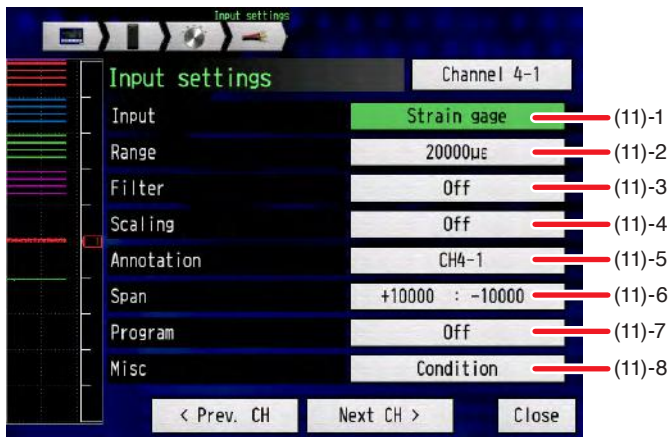 Input settings
Input settings
Channel 4-1
Input Strain gage (11)-1
Range 20000με (11)-2
Filter Off (11)-3
Scaling Off (11)-4
Annotation CH4-1 (11)-5
Span +10000 : -10000 (11)-6
Program Off (11)-7
Misc Condition (11)-8
< Prev. CH Next CH > Close